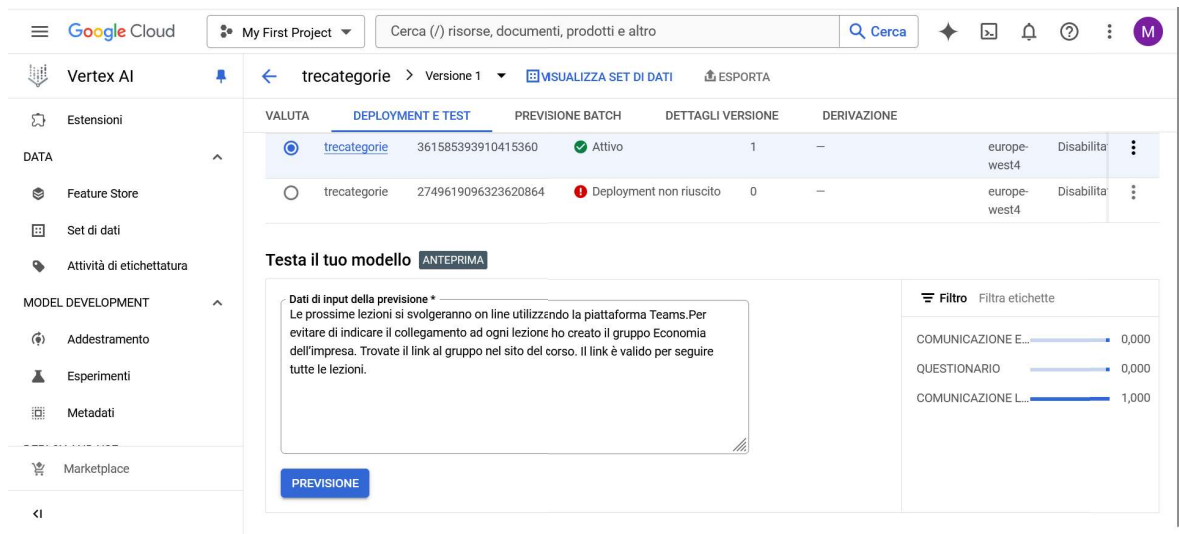 Google Cloud
My First Project
Cerca (/) risorse, documenti, prodotti e altro
Cerca
M
Vertex AI
trecategorie > Versione 1
VISUALIZZA SET DI DATI
ESPORTA
Estensioni
DATA
Feature Store
Set di dati
Attività di etichettatura
MODEL DEVELOPMENT
Addestramento
Esperimenti
Metadati
Marketplace
VALUTA
DEPLOYMENT E TEST
PREVISIONE BATCH
DETTAGLI VERSIONE
DERIVAZIONE
trecategorie 361585393910415360 Attivo 1 — europe-
west4 Disabilita
trecategorie 2749619096323620864 Deployment non riuscito 0 — europe-
west4 Disabilita
Testa il tuo modello ANTEPRIMA
Dati di input della previsione *
Le prossime lezioni si svolgeranno on line utilizzando la piattaforma Teams.Per
evitare di indicare il collegamento ad ogni lezione ho creato il gruppo Economia
dell'impresa. Trovate il link al gruppo nel sito del corso. Il link è valido per seguire
tutte le lezioni.
PREVISIONE
Filtro Filtra etichette
COMUNICAZIONE E... 0,000
QUESTIONARIO 0,000
COMUNICAZIONE L... 1,000